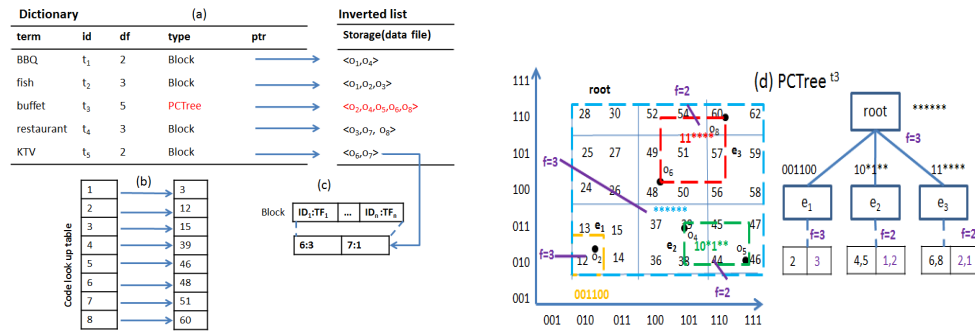 Dictionary (a) Inverted list
term id df type ptr Storage(data file)
BBQ t1 2 Block <o1,o4>
fish t2 3 Block <o1,o2,o3>
buffet t3 5 PCTree <o2,o4,o5,o6,o8>
restaurant t4 3 Block <o3,o7, o8>
KTV t5 2 Block <o6,o7>
(b)
Code look up table
1 3
2 12
3 15
4 39
5 46
6 48
7 51
8 60
(c)
Block ID1:TF1 ... IDn:TFn
6:3 7:1
root
f=2
111
110 28 30 52 54 60 62
o8
11****
101 25 27 49 51 57 e3 59
f=3
o6
100 24 26 48 50 56 58
******
011 13 e1 15 37 39 45 47
o4
e2 10*1** o5
f=3 o2
010 12 14 36 38 44 46
f=2
001 001100
001 010 011 100 101 110 111
(d) PCTree t3
root ******
f=3
001100 10*1** 11****
e1 e2 e3
f=3 f=2 f=2
2 3 4,5 1,2 6,8 2,1